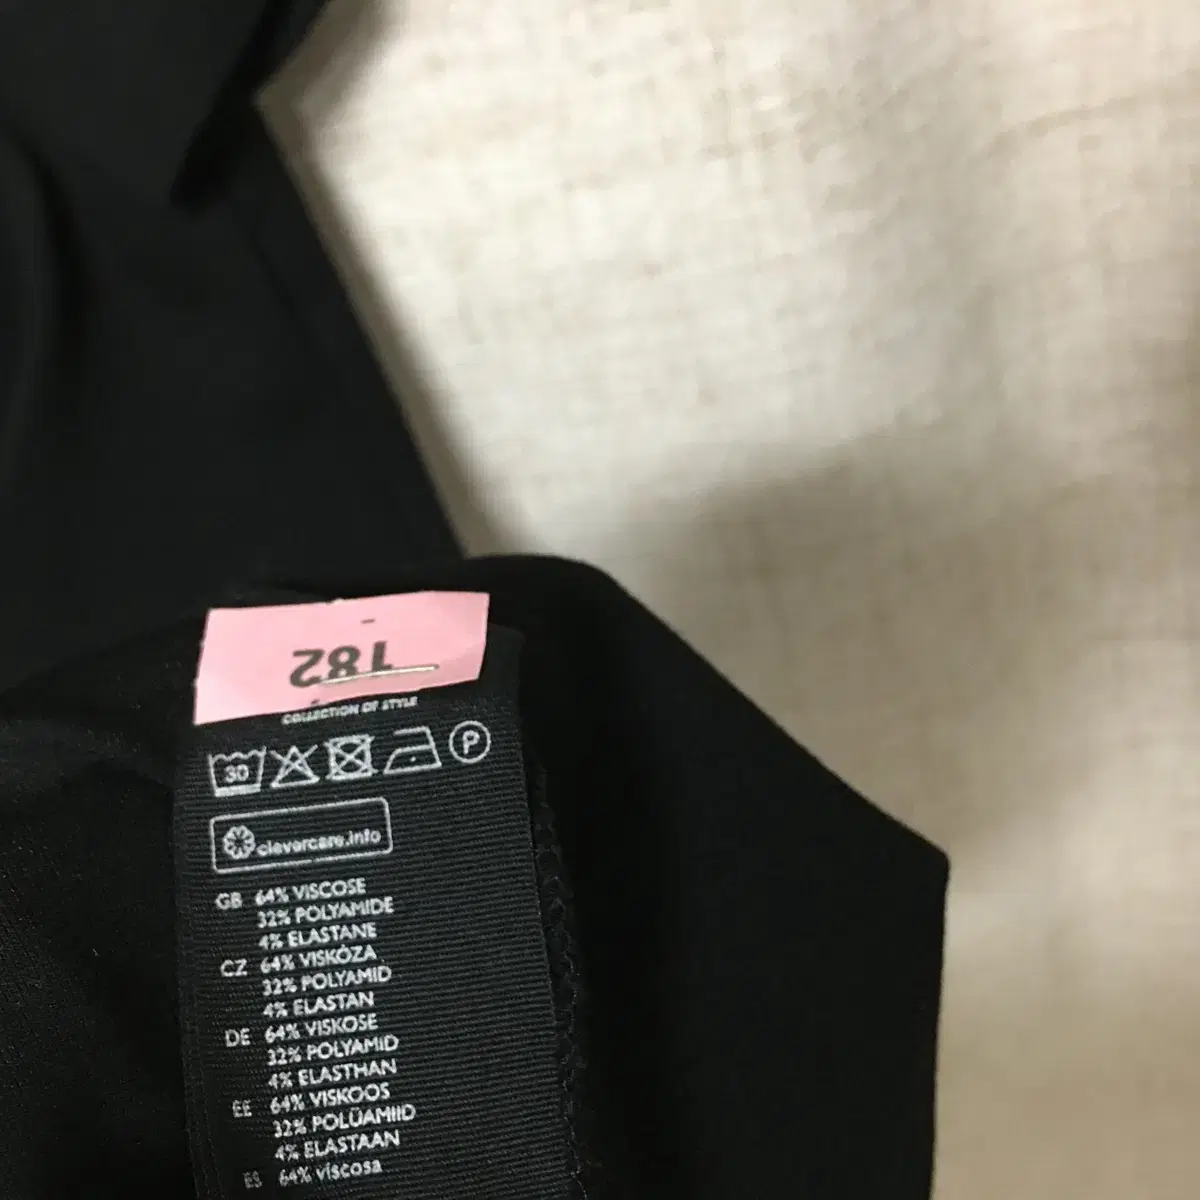 182
COLLECTION OF STYLE
30
P
clevercare.info
GB 64% VISCOSE
32% POLYAMIDE
4% ELASTANE
CZ 64% VISKÓZA
32% POLYAMID
4% ELASTAN
DE 64% VISKOSE
32% POLYAMID
4% ELASTHAN
EE 64% VISKOOS
32% POLÜAMIID
4% ELASTAAN
ES 64% viscosa